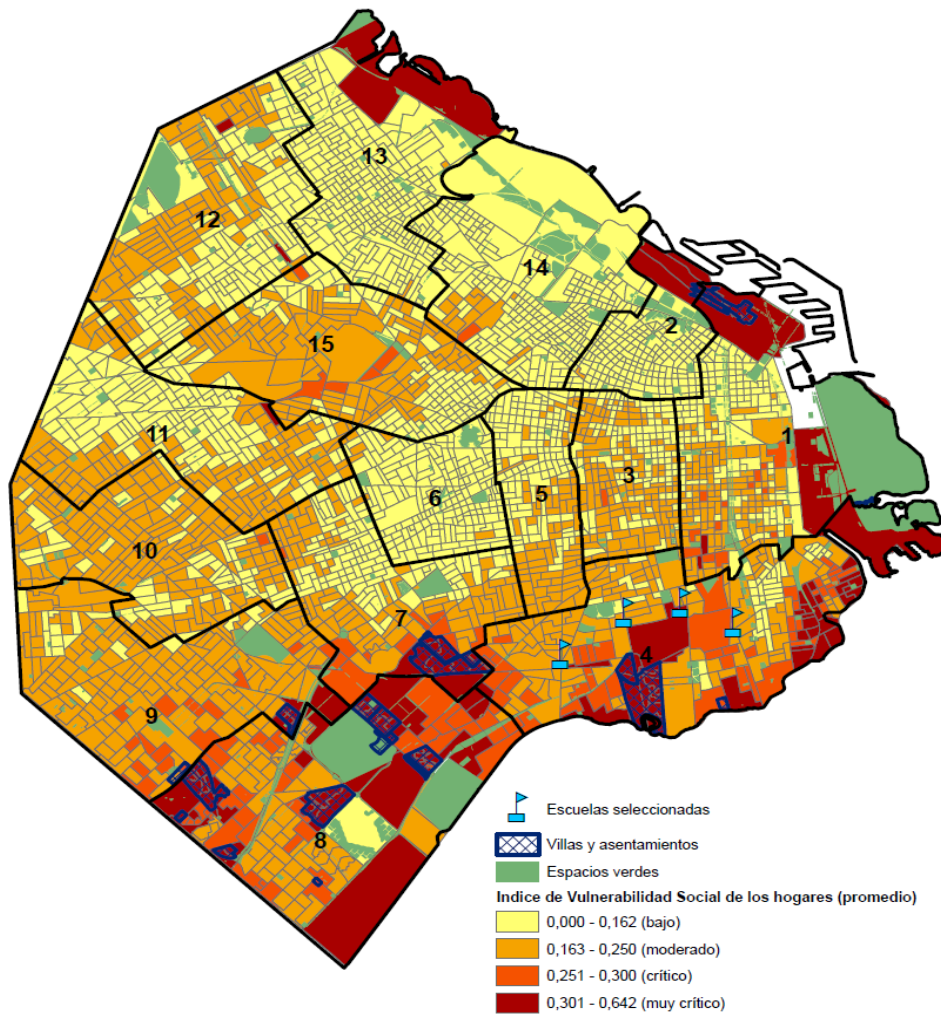 13
12
14
2
15
11
1
3
6
5
10
7
4
9
8
Escuelas seleccionadas
Villas y asentamientos
Espacios verdes
Indice de Vulnerabilidad Social de los hogares (promedio)
0,000 - 0,162 (bajo)
0,163 - 0,250 (moderado)
0,251 - 0,300 (crítico)
0,301 - 0,642 (muy crítico)